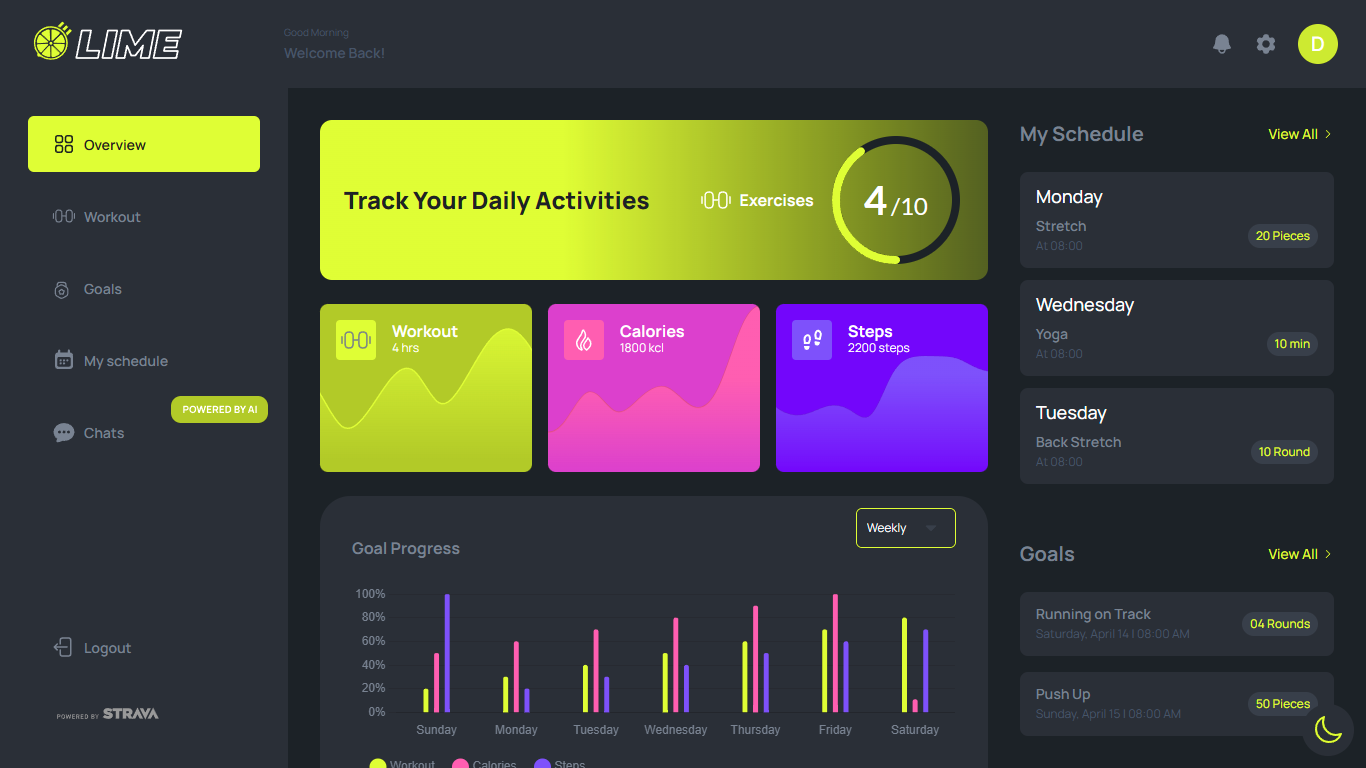 LIME
Good Morning
Welcome Back!
D
Overview
Workout
Goals
My schedule
POWERED BY AI
Chats
Logout
POWERED BY STRAVA
Track Your Daily Activities
Exercises
4/10
Workout
4 hrs
Calories
1800 kcl
Steps
2200 steps
Goal Progress
Weekly
100%
80%
60%
40%
20%
0%
Sunday Monday Tuesday Wednesday Thursday Friday Saturday
Workout Calories Steps
My Schedule
View All
Monday
Stretch
At 08:00
20 Pieces
Wednesday
Yoga
At 08:00
10 min
Tuesday
Back Stretch
At 08:00
10 Round
Goals
View All
Running on Track
Saturday, April 14 | 08:00 AM
04 Rounds
Push Up
Sunday, April 15 | 08:00 AM
50 Pieces